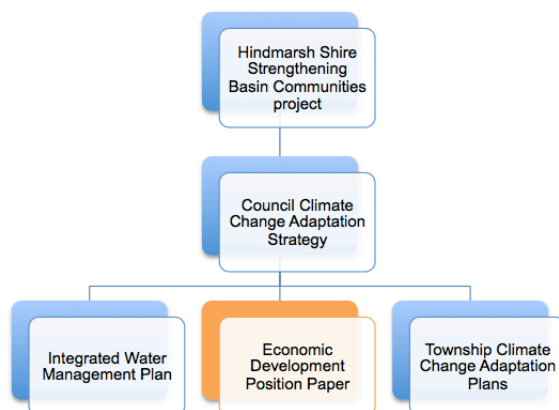 Hindmarsh Shire
Strengthening
Basin Communities
project
Council Climate
Change Adaptation
Strategy
Integrated Water
Management Plan
Economic
Development
Position Paper
Township Climate
Change Adaptation
Plans